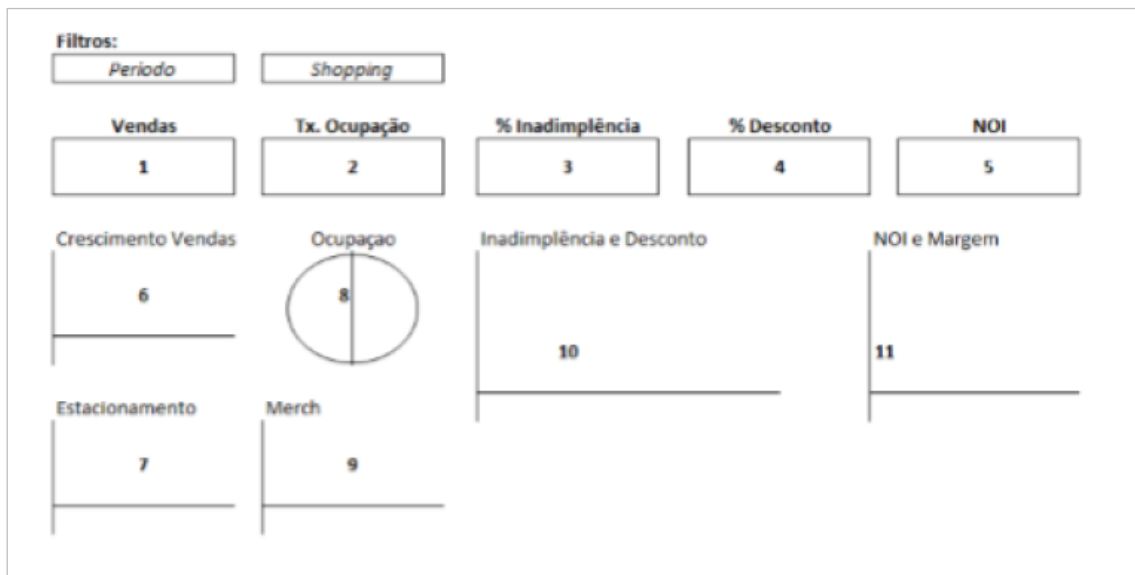 Filtros:
Período Shopping
Vendas Tx. Ocupação % Inadimplência % Desconto NOI
1 2 3 4 5
Crescimento Vendas Ocupaçao Inadimplência e Desconto NOI e Margem
6 8
10 11
Estacionamento Merch
7 9